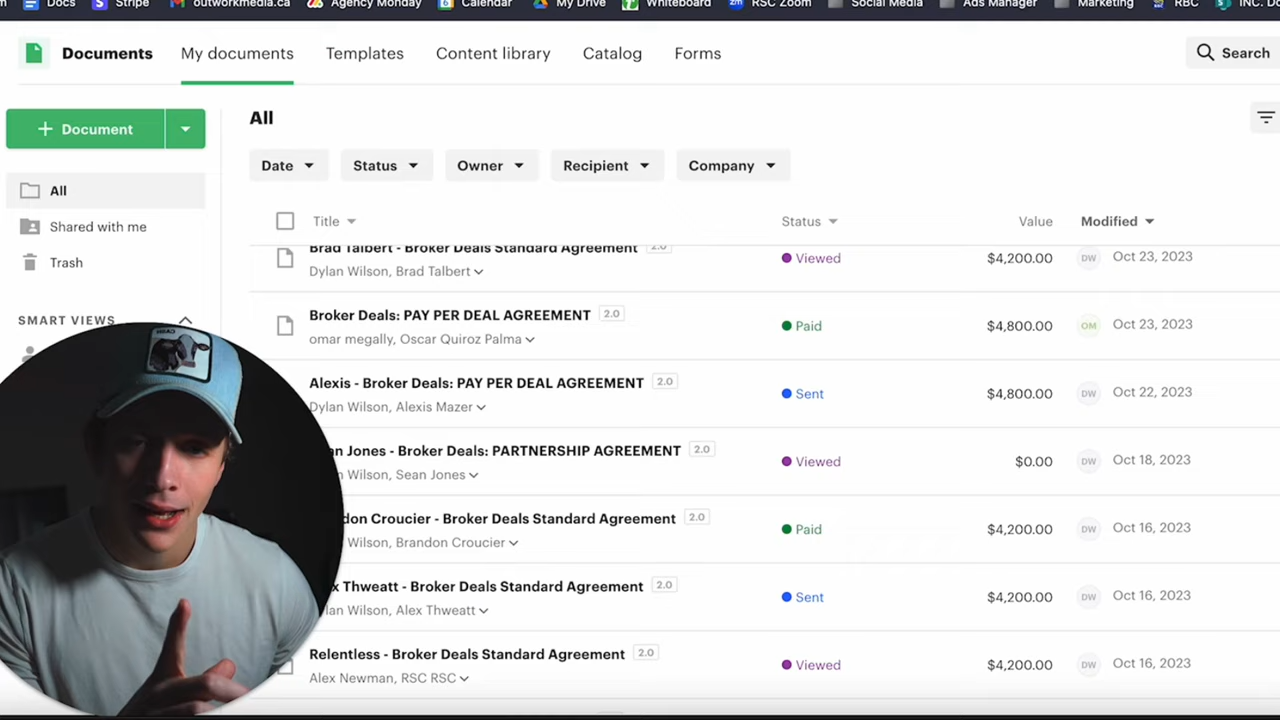 Docs Stripe outworkmedia.ca Agency Monday Calendar My Drive Whiteboard RSC Zoom Social Media Ads Manager Marketing RBC INC. Do
Documents My documents Templates Content library Catalog Forms Search
+ Document
All
Shared with me
Trash
SMART VIEWS
All
Date Status Owner Recipient Company
Title Status Value Modified
Brad Talbert - Broker Deals Standard Agreement 2.0
Dylan Wilson, Brad Talbert
Viewed $4,200.00 DW Oct 23, 2023
Broker Deals: PAY PER DEAL AGREEMENT 2.0
omar megally, Oscar Quiroz Palma
Paid $4,800.00 OM Oct 23, 2023
Alexis - Broker Deals: PAY PER DEAL AGREEMENT 2.0
Dylan Wilson, Alexis Mazer
Sent $4,800.00 DW Oct 22, 2023
an Jones - Broker Deals: PARTNERSHIP AGREEMENT 2.0
n Wilson, Sean Jones
Viewed $0.00 DW Oct 18, 2023
don Croucier - Broker Deals Standard Agreement 2.0
Wilson, Brandon Croucier
Paid $4,200.00 DW Oct 16, 2023
x Thweatt - Broker Deals Standard Agreement 2.0
lan Wilson, Alex Thweatt
Sent $4,200.00 DW Oct 16, 2023
Relentless - Broker Deals Standard Agreement 2.0
Alex Newman, RSC RSC
Viewed $4,200.00 DW Oct 16, 2023